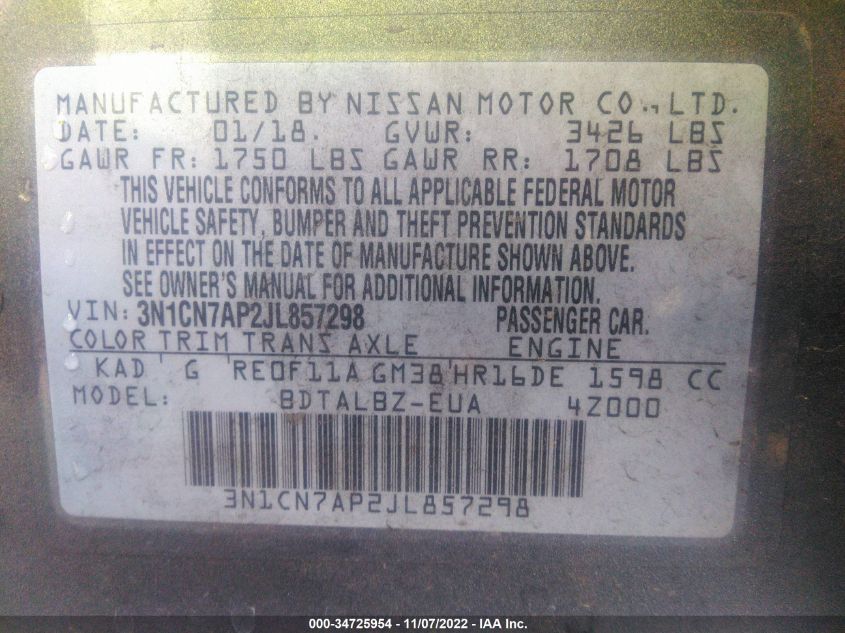 MANUFACTURED BY NISSAN MOTOR CO., LTD.
DATE: 01/18. GVWR: 3426 LBS
GAWR FR: 1750 LBS GAWR RR: 1708 LBS
THIS VEHICLE CONFORMS TO ALL APPLICABLE FEDERAL MOTOR
VEHICLE SAFETY, BUMPER AND THEFT PREVENTION STANDARDS
IN EFFECT ON THE DATE OF MANUFACTURE SHOWN ABOVE.
SEE OWNER'S MANUAL FOR ADDITIONAL INFORMATION.
VIN: 3N1CN7AP2JL857298 PASSENGER CAR.
COLOR TRIM TRANS AXLE ENGINE
KAD ' G ' RE0F11A GM38 ' HR16DE 1598 CC
MODEL: BDTALBZ-EUA 4Z000
3N1CN7AP2JL857298
000-34725954 - 11/07/2022 - IAA Inc.